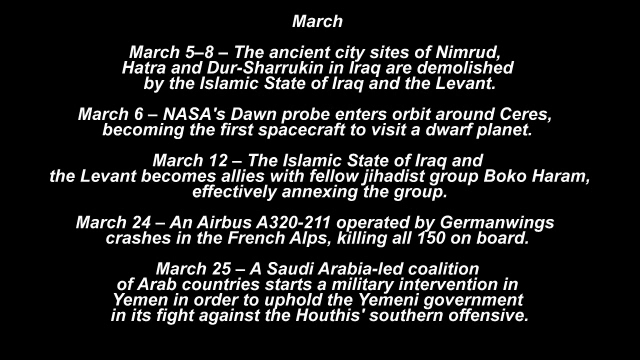 March
March 5–8 – The ancient city sites of Nimrud,
Hatra and Dur-Sharrukin in Iraq are demolished
by the Islamic State of Iraq and the Levant.
March 6 – NASA's Dawn probe enters orbit around Ceres,
becoming the first spacecraft to visit a dwarf planet.
March 12 – The Islamic State of Iraq and
the Levant becomes allies with fellow jihadist group Boko Haram,
effectively annexing the group.
March 24 – An Airbus A320-211 operated by Germanwings
crashes in the French Alps, killing all 150 on board.
March 25 – A Saudi Arabia-led coalition
of Arab countries starts a military intervention in
Yemen in order to uphold the Yemeni government
in its fight against the Houthis' southern offensive.